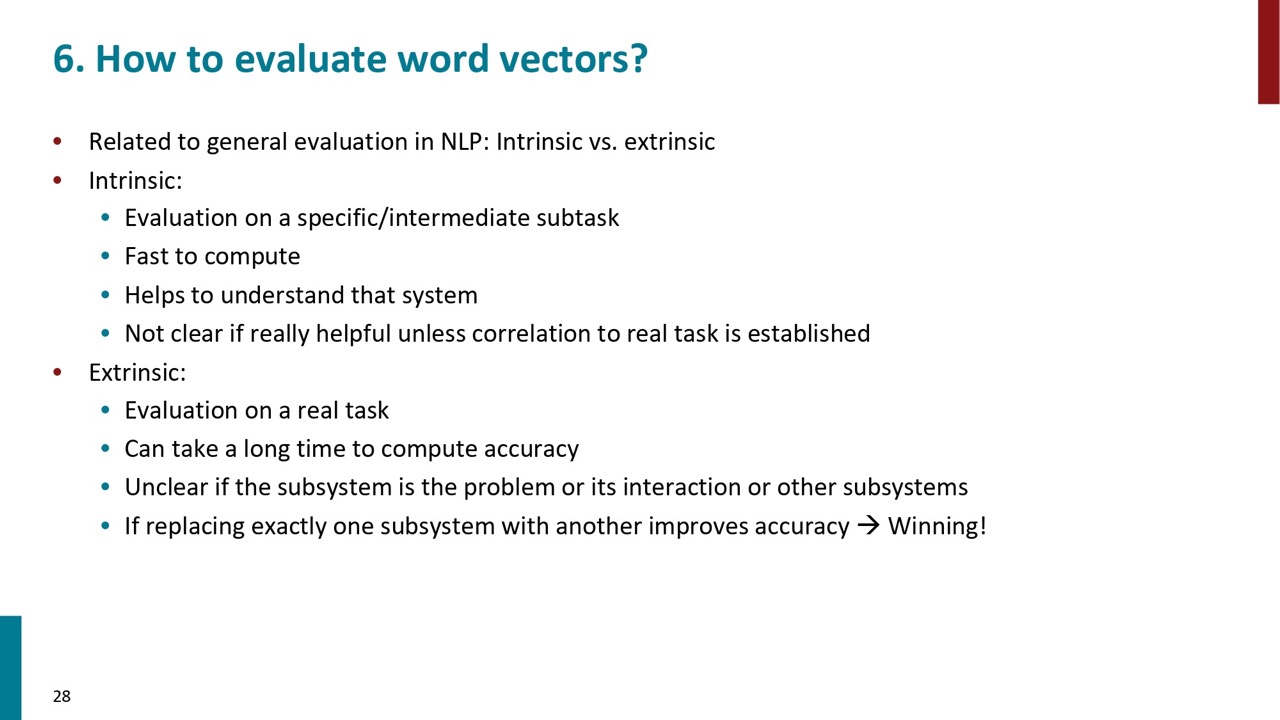 6. How to evaluate word vectors?
• Related to general evaluation in NLP: Intrinsic vs. extrinsic
• Intrinsic:
• Evaluation on a specific/intermediate subtask
• Fast to compute
• Helps to understand that system
• Not clear if really helpful unless correlation to real task is established
• Extrinsic:
• Evaluation on a real task
• Can take a long time to compute accuracy
• Unclear if the subsystem is the problem or its interaction or other subsystems
• If replacing exactly one subsystem with another improves accuracy → Winning!
28